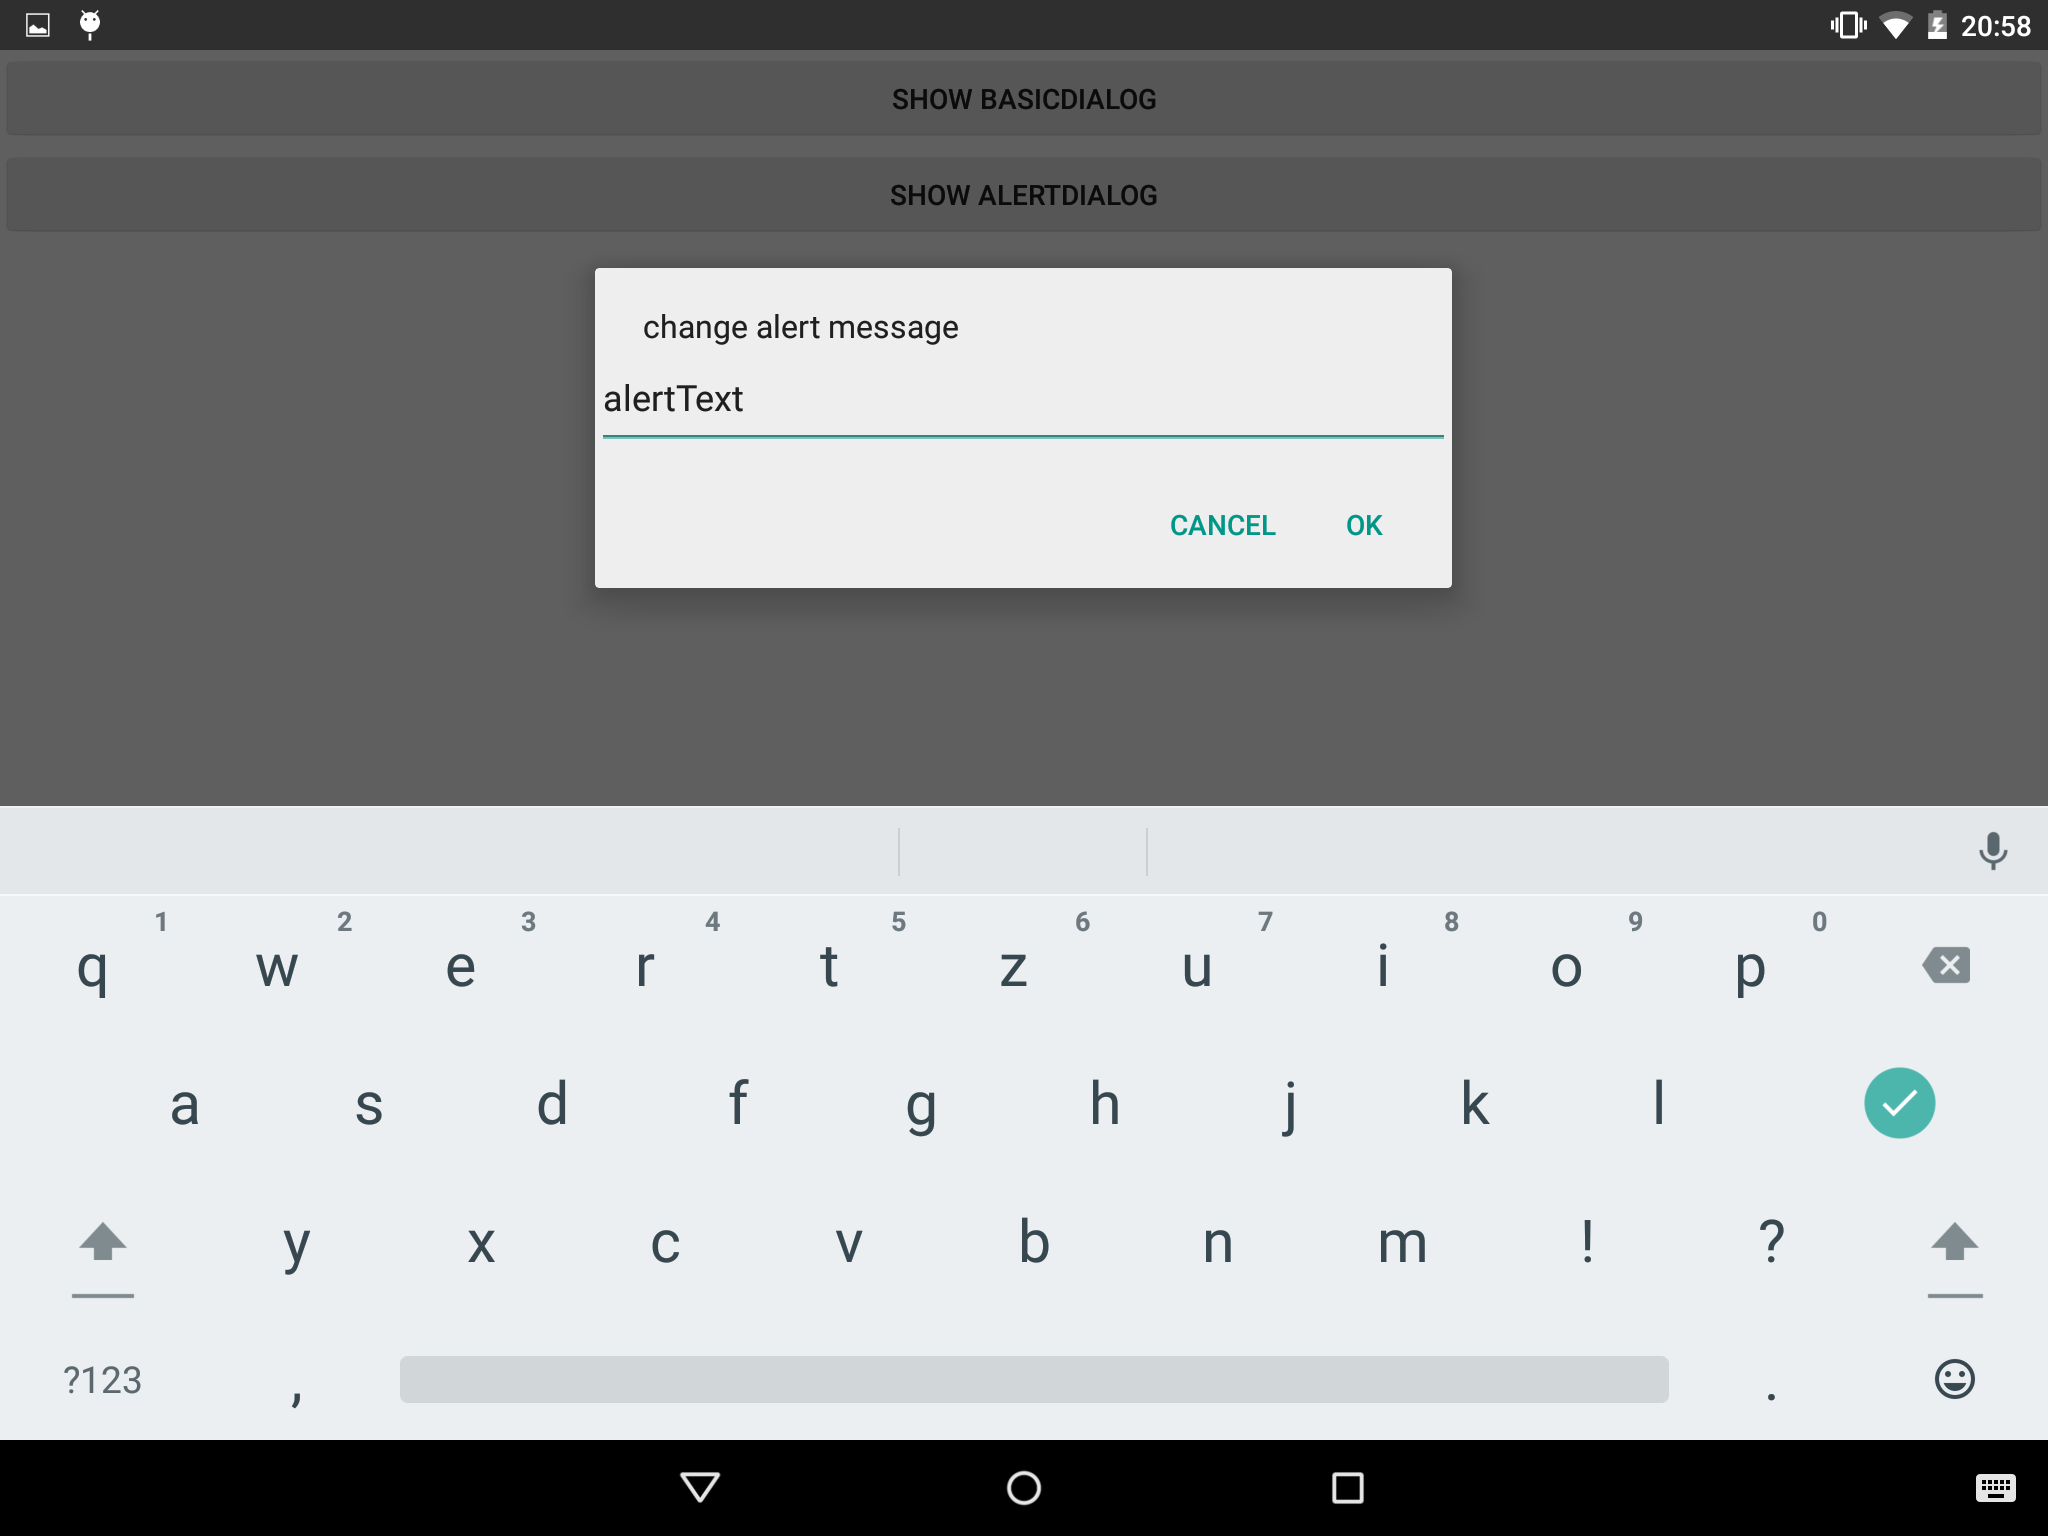 20:58
SHOW BASICDIALOG
SHOW ALERTDIALOG
change alert message
alertText
CANCEL OK
1 2 3 4 5 6 7 8 9 0
q w e r t z u i o p
a s d f g h j k l
y x c v b n m ! ?
?123 , .